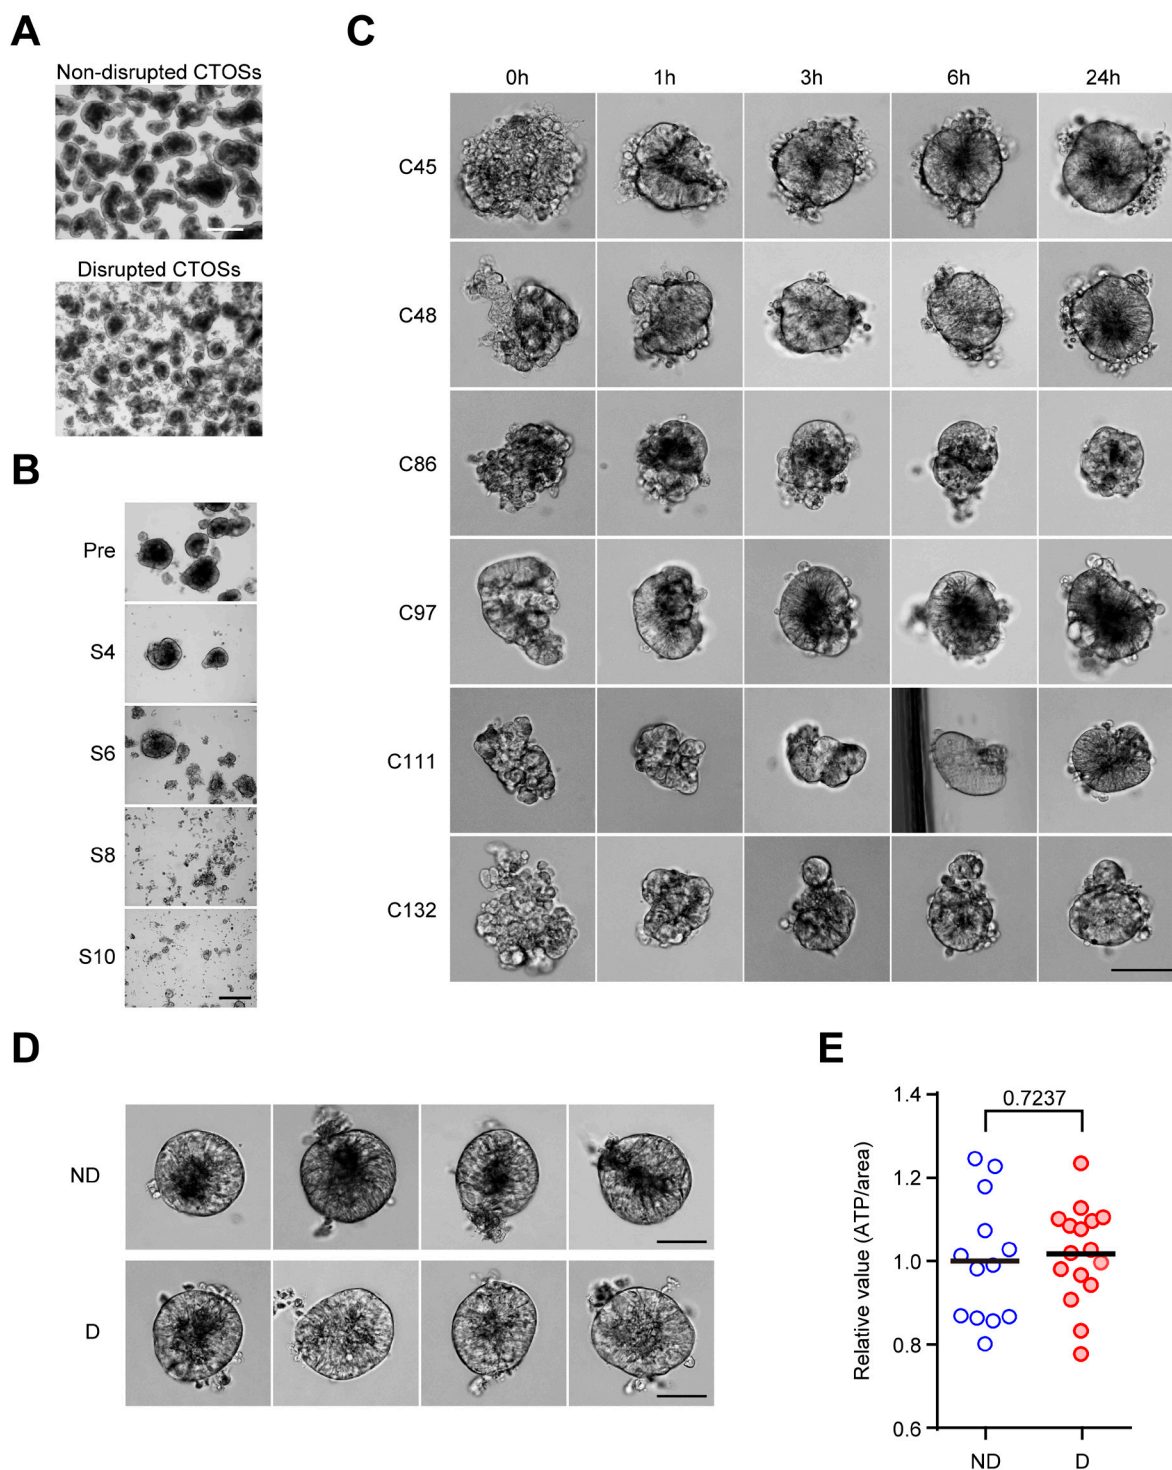 A
Non-disrupted CTOSs
Disrupted CTOSs
B
Pre
S4
S6
S8
S10
C
0h 1h 3h 6h 24h
C45
C48
C86
C97
C111
C132
D
ND
D
E
0.7237
Relative value (ATP/area)
1.4
1.2
1.0
0.8
0.6
ND D